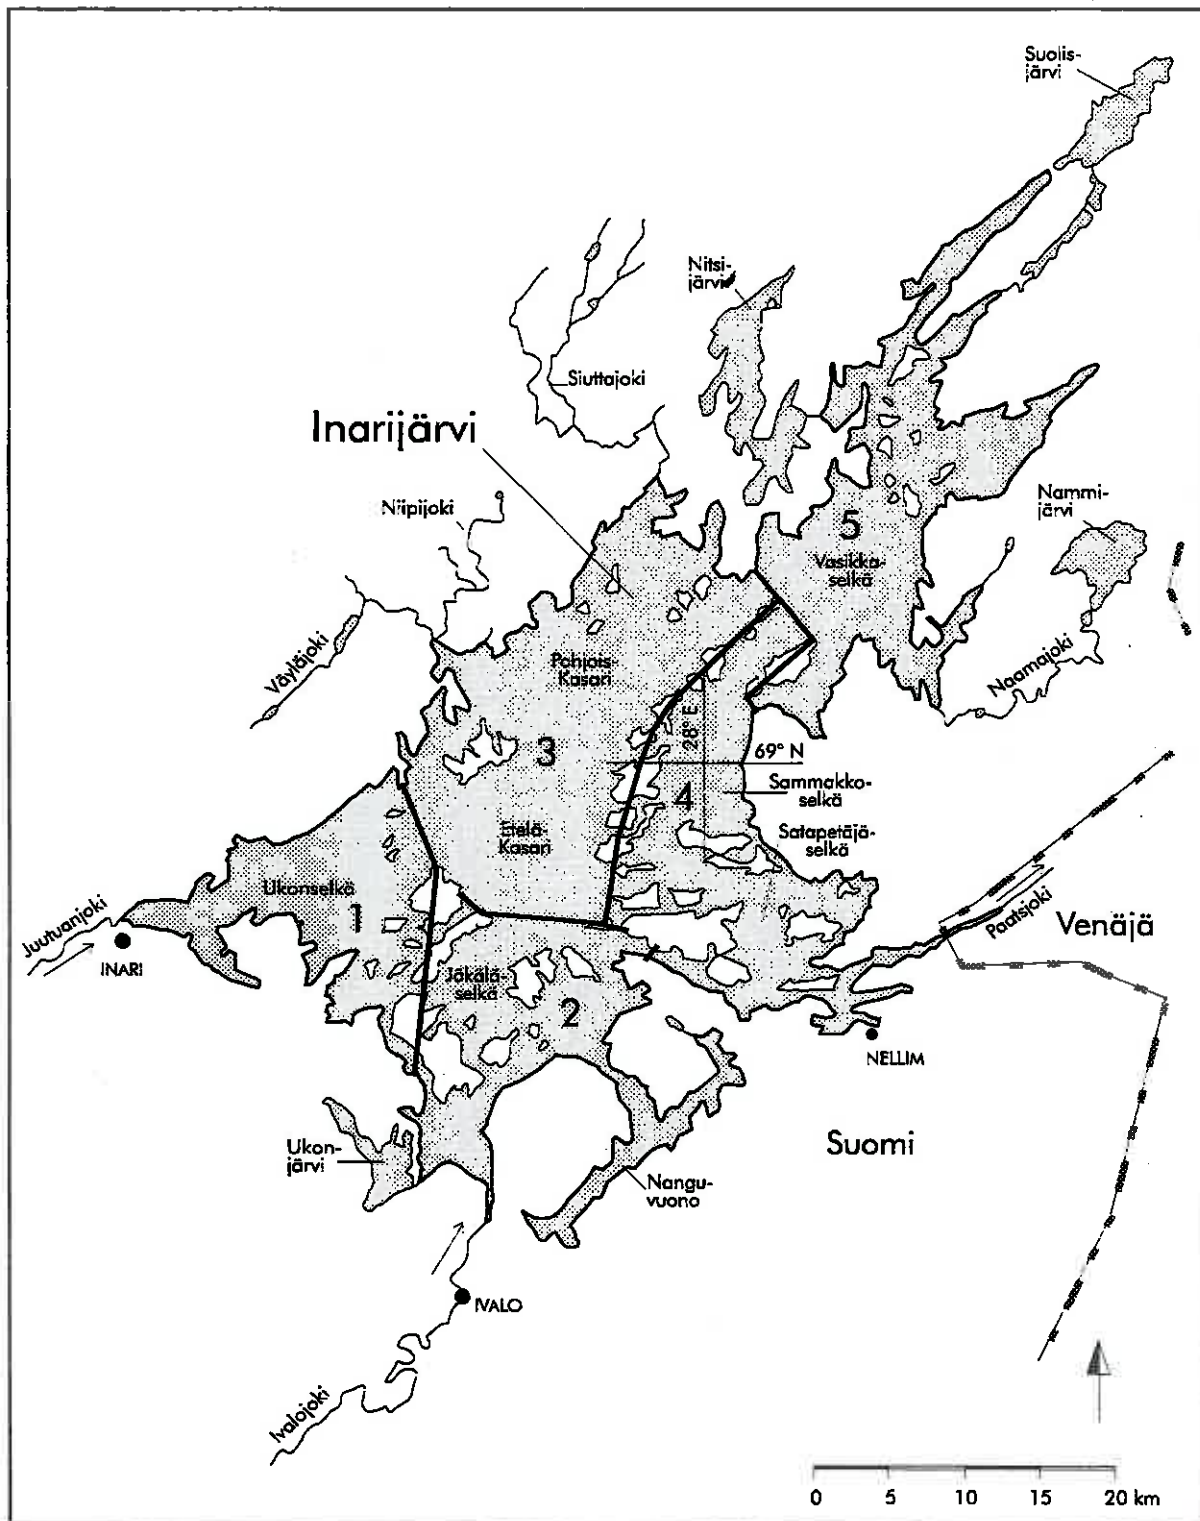 Suolis-
järvi
Nitsi-
järvi
Siuttajoki
Inarijärvi
Niipijoki
Nammi-
järvi
5
Vasikka-
selkä
Väyläjoki
Pohjois-
Kasari
Naamajoki
28° E
3
69° N
4
Sammakko-
selkä
Etelä-
Kasari
Satapetäjä-
selkä
Ukonselkä
1
Juutuanjoki
INARI
Paatsjoki
Venäjä
Jäkälä-
selkä
2
NELLIM
Ukon-
järvi
Suomi
Nangu-
vuono
IVALO
Ivalojoki
0 5 10 15 20 km